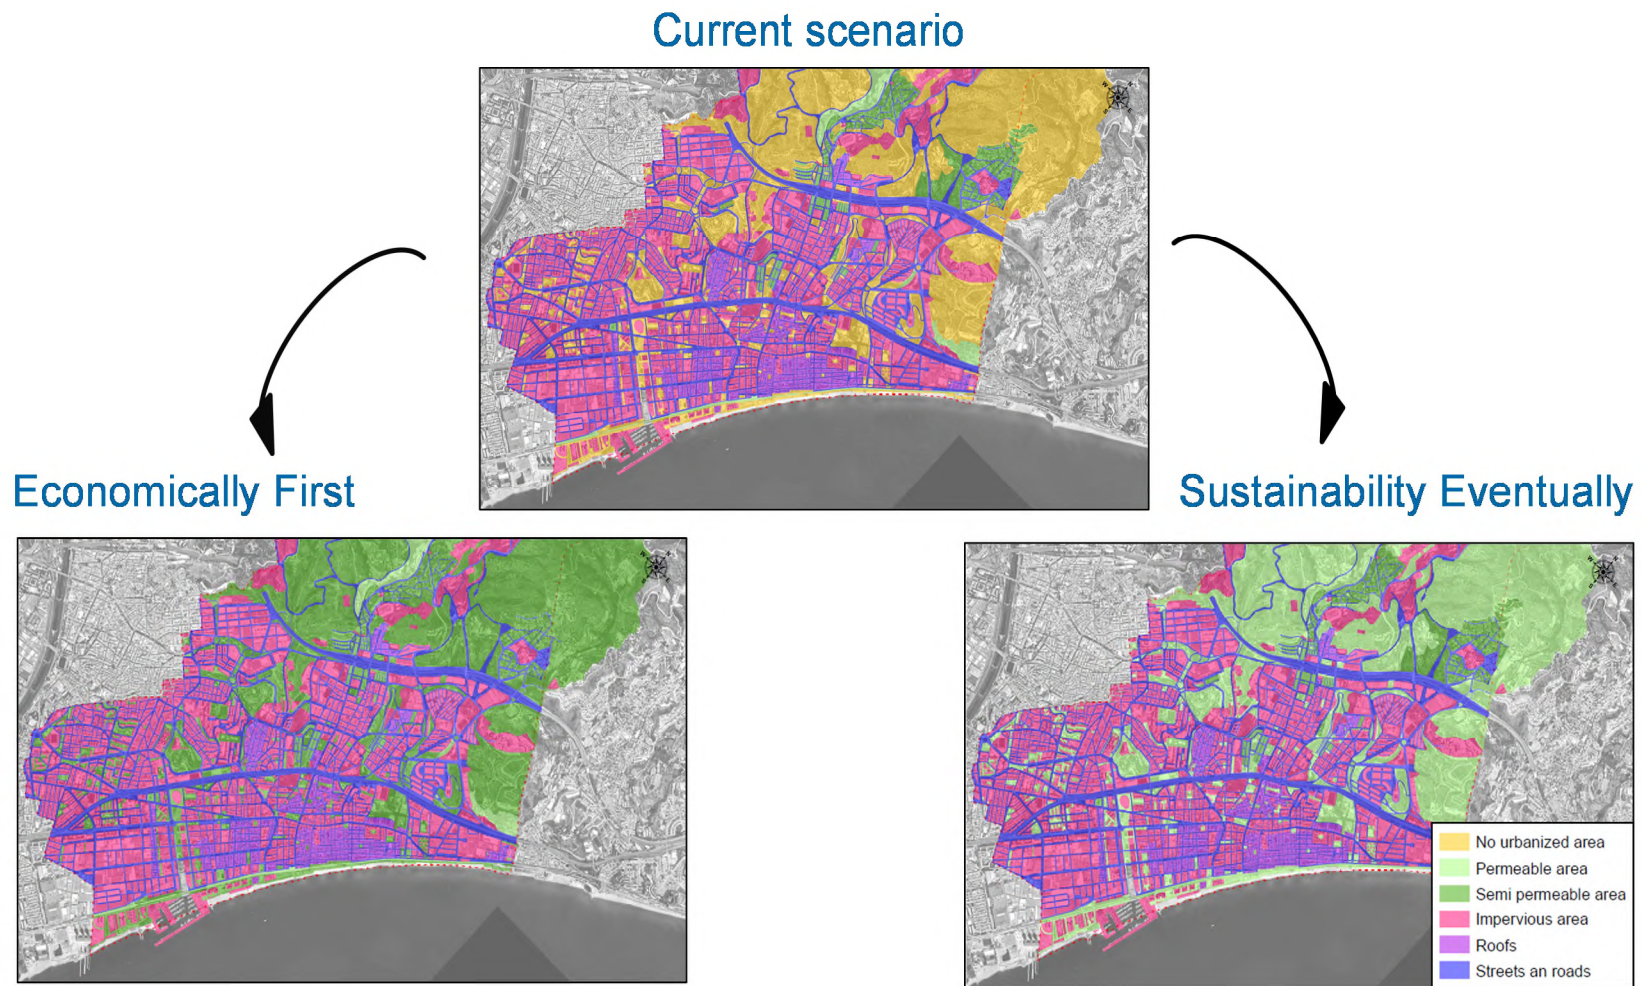 Current scenario
Economically First
Sustainability Eventually
No urbanized area
Permeable area
Semi permeable area
Impervious area
Roofs
Streets an roads